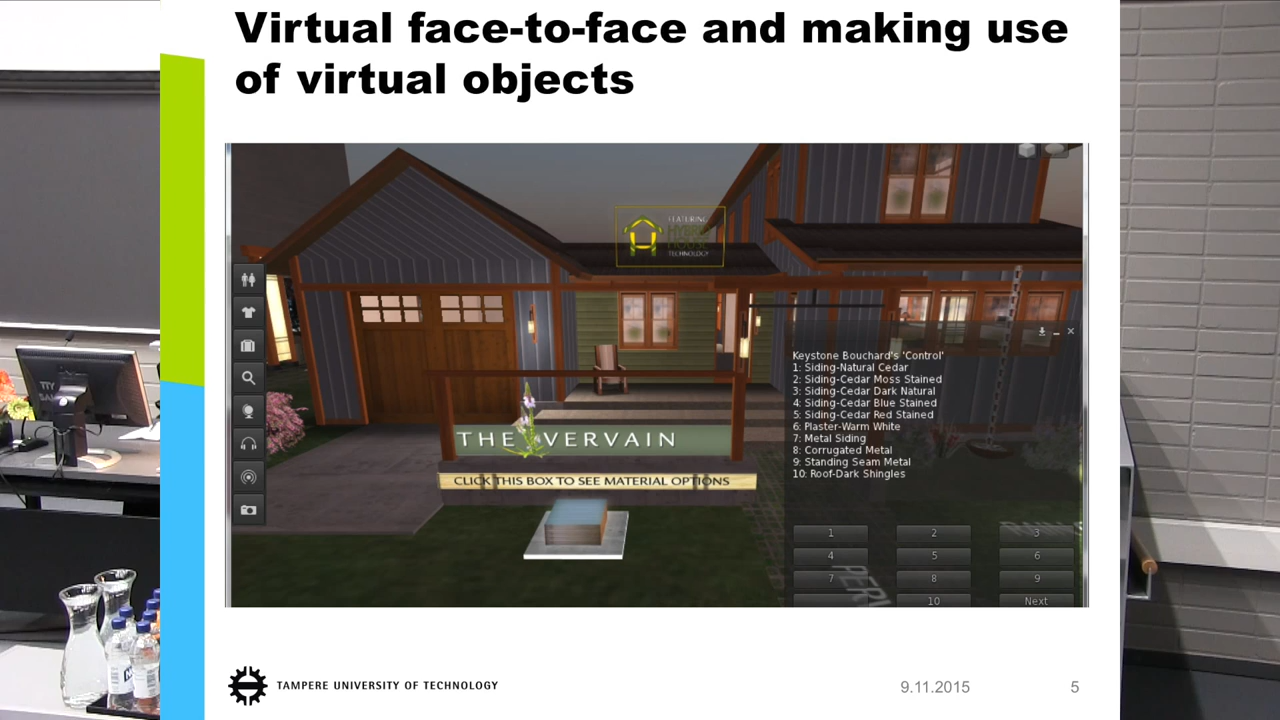 Virtual face-to-face and making use
of virtual objects
FEATURING
HYBRID
HOUSE
TECHNOLOGY
Keystone Bouchard's 'Control'
1: Siding-Natural Cedar
2: Siding-Cedar Moss Stained
3: Siding-Cedar Dark Natural
4: Siding-Cedar Blue Stained
5: Siding-Cedar Red Stained
6: Plaster-Warm White
7: Metal Siding
8: Corrugated Metal
9: Standing Seam Metal
10: Roof-Dark Shingles
THE VERVAIN
CLICK THIS BOX TO SEE MATERIAL OPTIONS
1 2 3
4 5 6
7 8 9
10 Next
TAMPERE UNIVERSITY OF TECHNOLOGY
9.11.2015
5